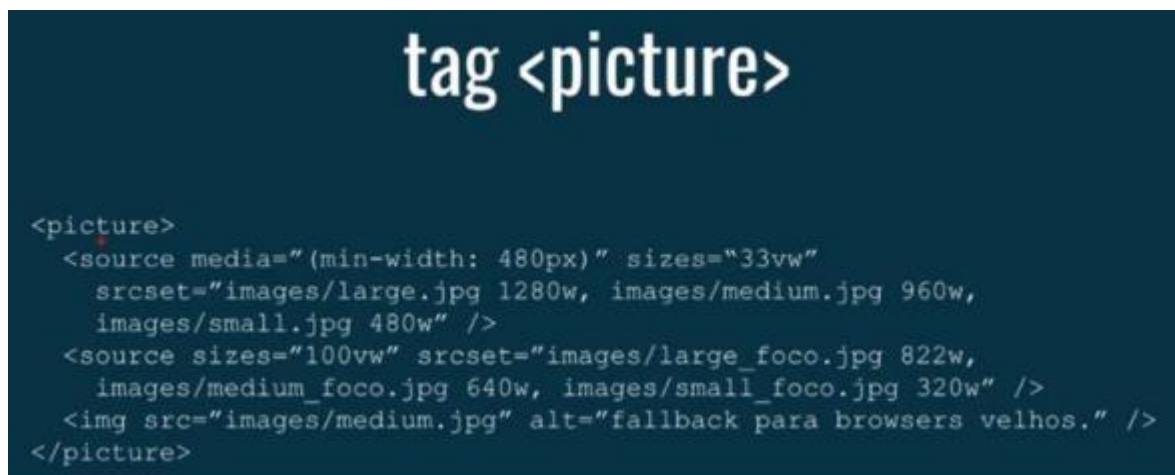 tag <picture>
<picture>
<source media="(min-width: 480px)" sizes="33vw"
srcset="images/large.jpg 1280w, images/medium.jpg 960w,
images/small.jpg 480w" />
<source sizes="100vw" srcset="images/large_foco.jpg 822w,
images/medium_foco.jpg 640w, images/small_foco.jpg 320w" />
<img src="images/medium.jpg" alt="fallback para browsers velhos." />
</picture>